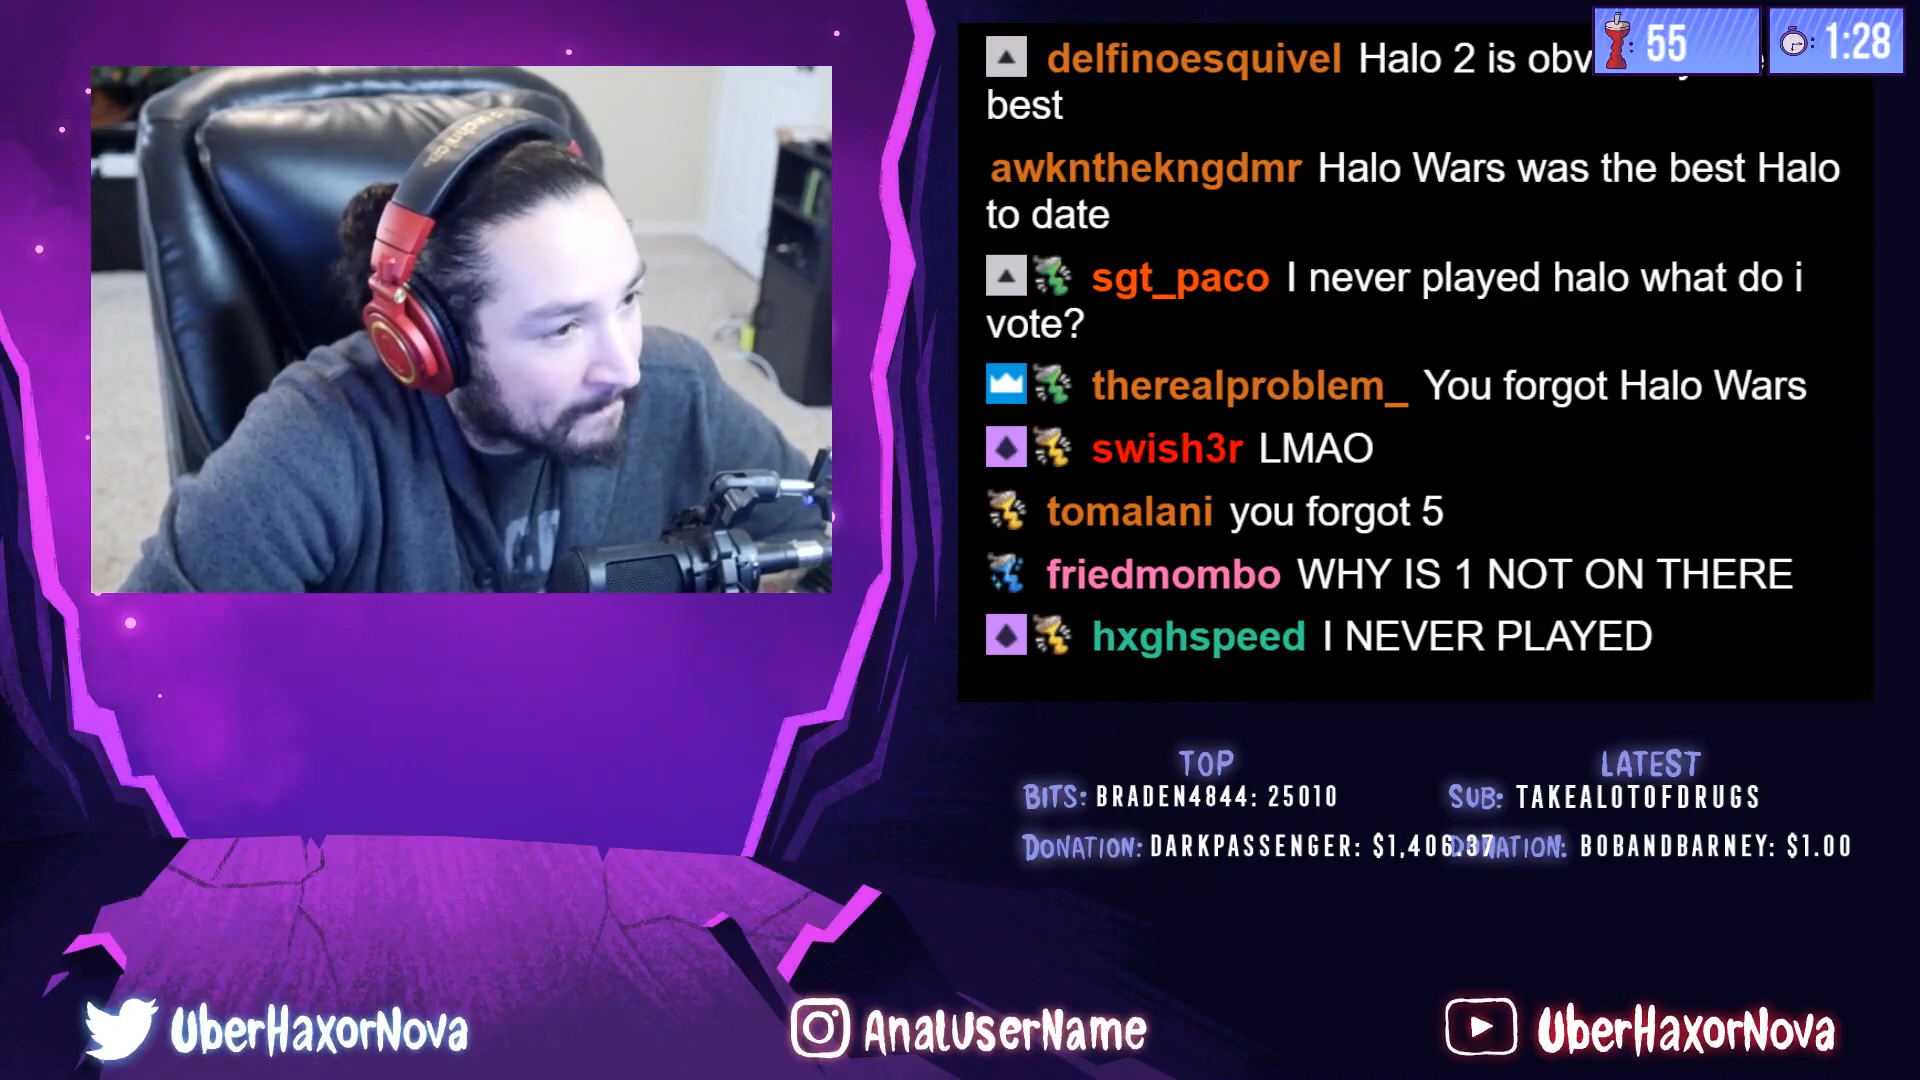 delfinoesquivel Halo 2 is
best
55
1:28
awknthekngdmr Halo Wars was the best Halo
to date
sgt_paco I never played halo what do i
vote?
therealproblem_ You forgot Halo Wars
swish3r LMAO
tomalani you forgot 5
friedmombo WHY IS 1 NOT ON THERE
hxghspeed I NEVER PLAYED
TOP
BITS: BRADEN4844: 25010
DONATION: DARKPASSENGER: $1,406.37
LATEST
SUB: TAKEALOTOFDRUGS
DONATION: BOBANDBARNEY: $1.00
UberHaxorNova
AnalUserName
UberHaxorNova